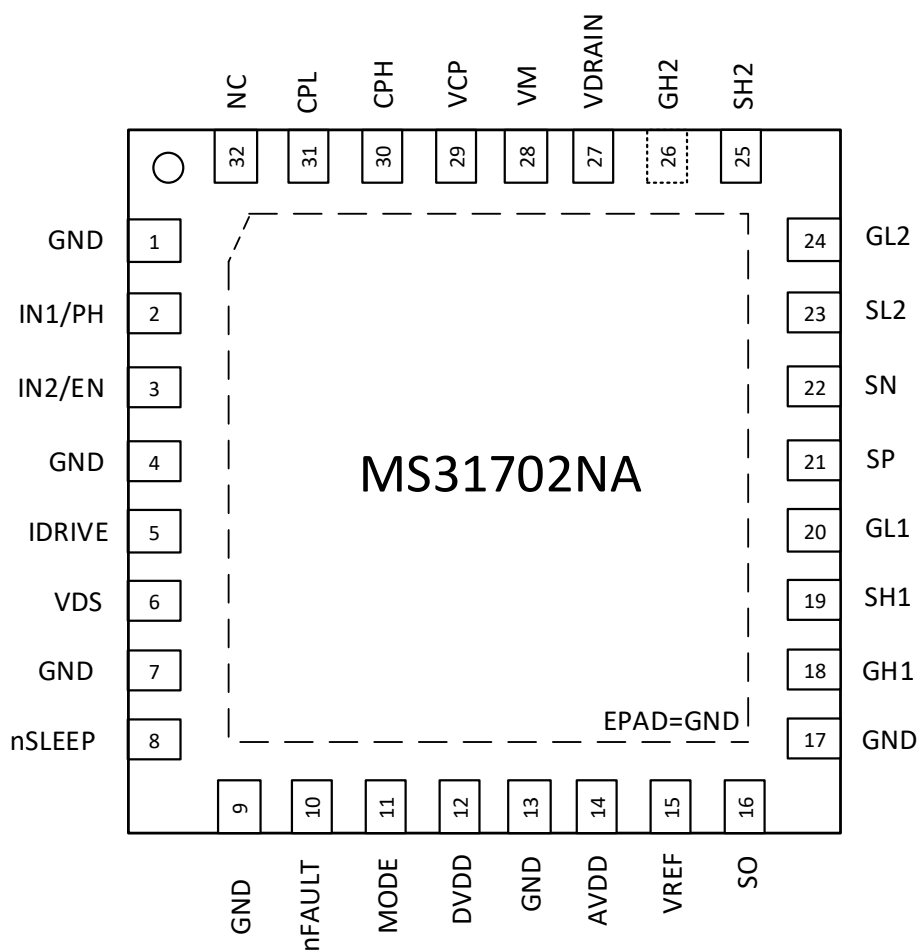 NC CPL CPH VCP VM VDRAIN GH2 SH2
32 31 30 29 28 27 26 25
GND 1
IN1/PH 2
IN2/EN 3
GND 4
IDRIVE 5
VDS 6
GND 7
nSLEEP 8
MS31702NA
EPAD=GND
24 GL2
23 SL2
22 SN
21 SP
20 GL1
19 SH1
18 GH1
17 GND
9 10 11 12 13 14 15 16
GND nFAULT MODE DVDD GND AVDD VREF SO